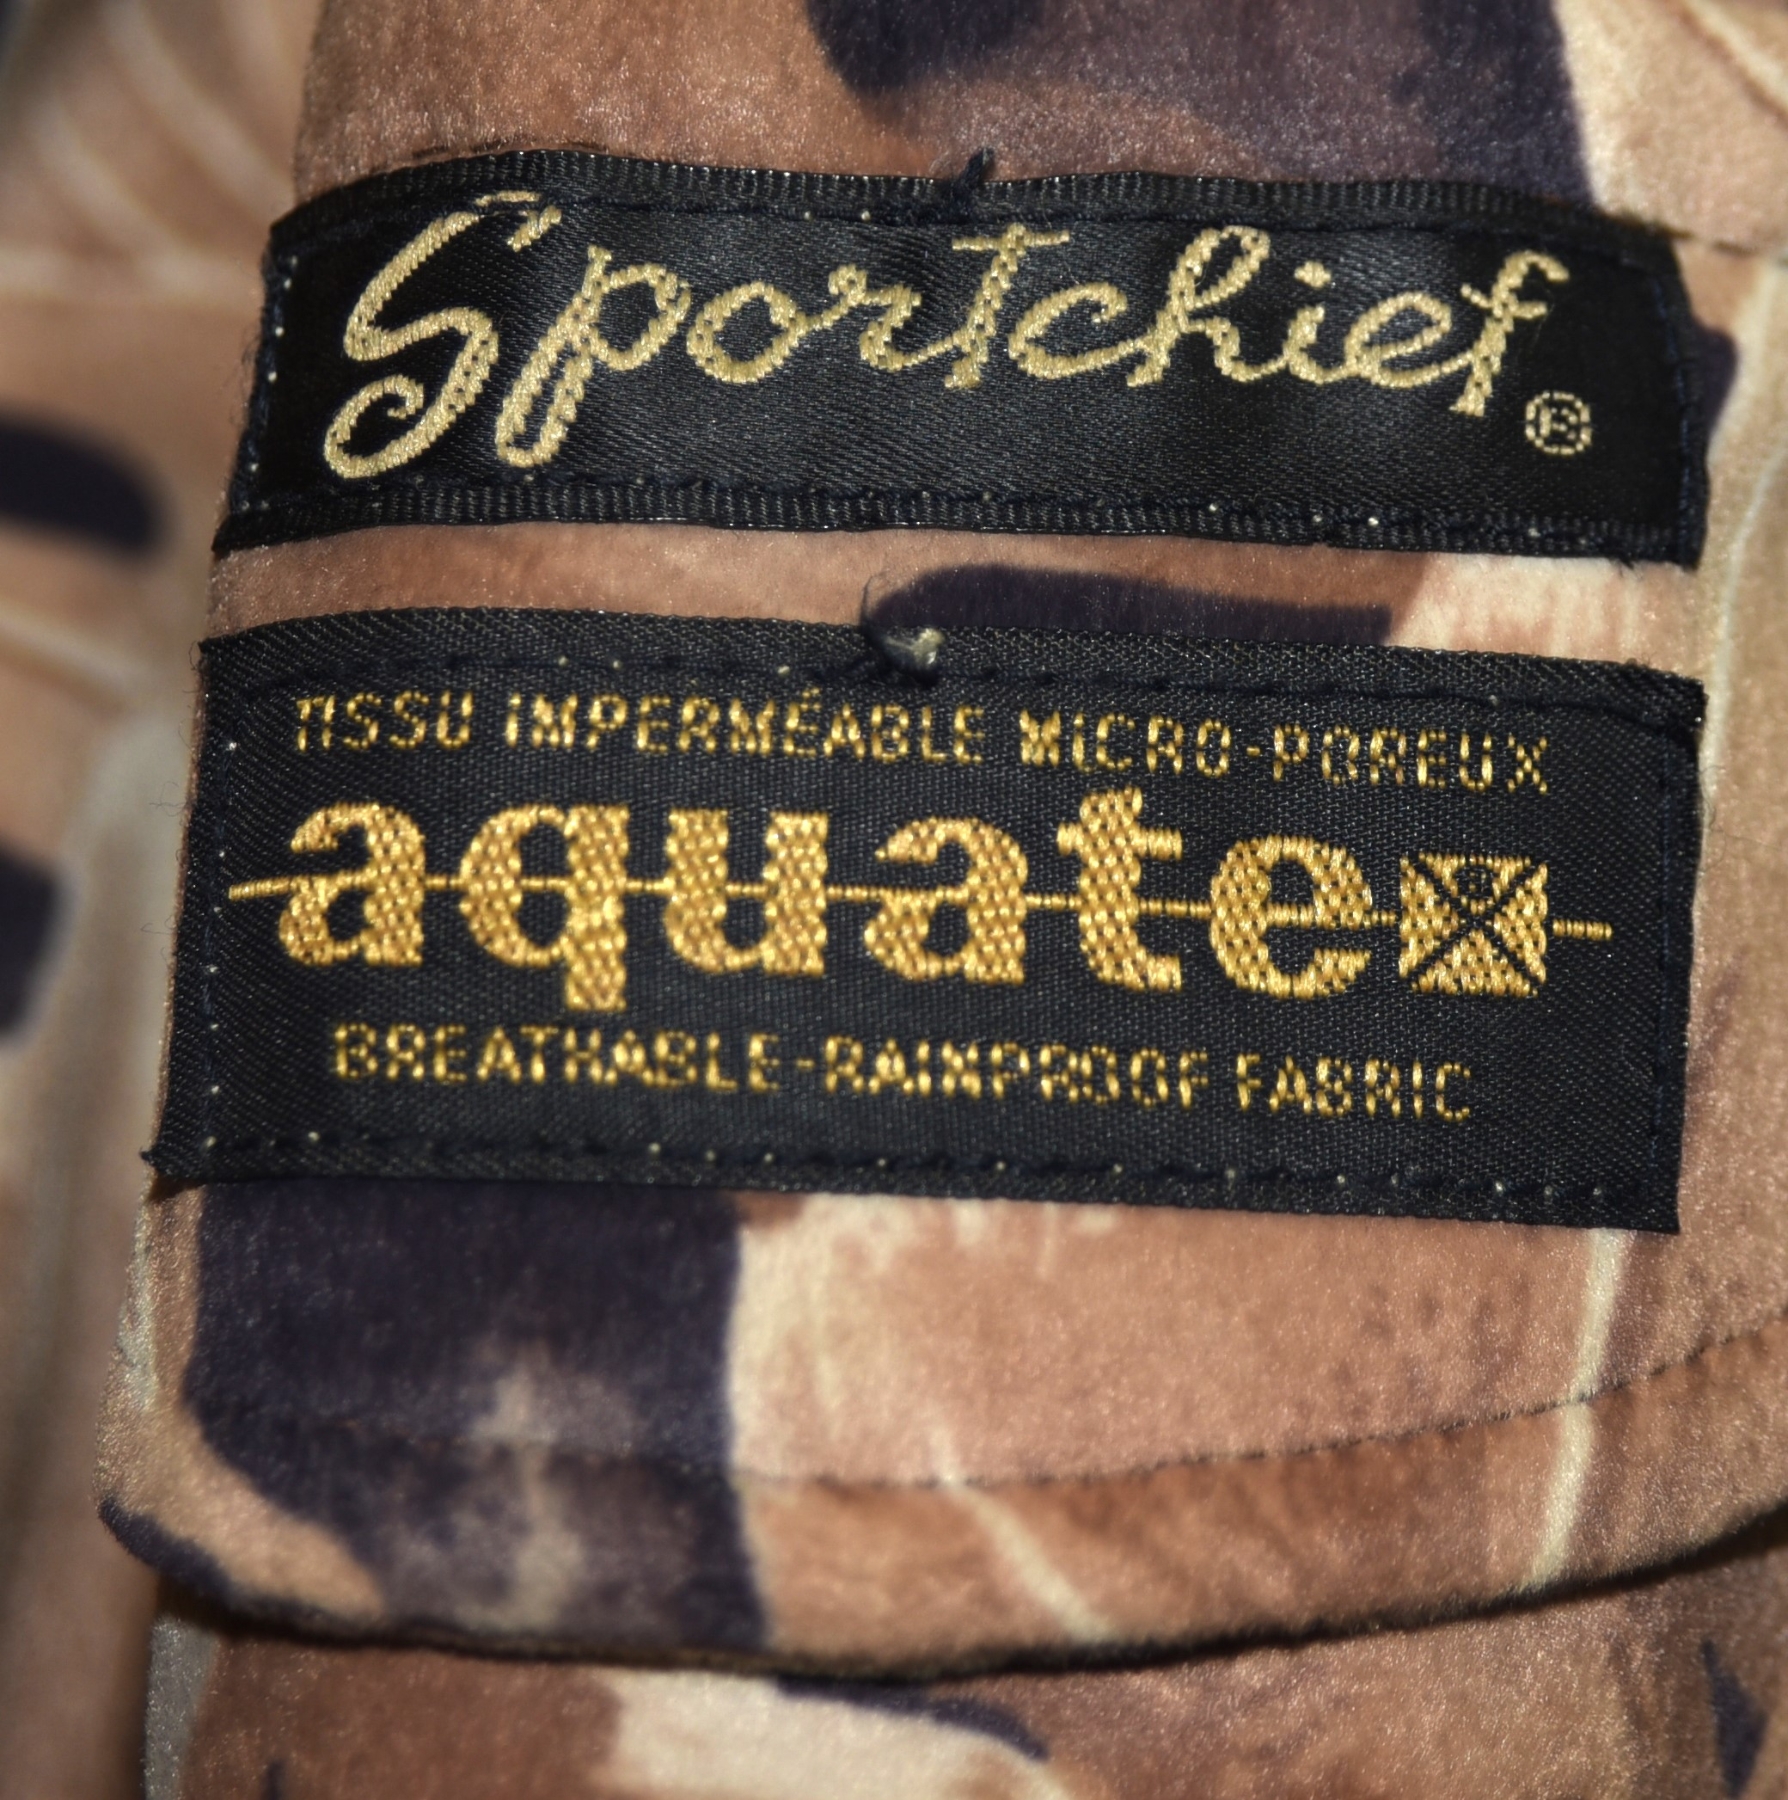 Sportchief®
TISSU IMPERMÉABLE MICRO-POREUX
aquatex®
BREATHABLE-RAINPROOF FABRIC